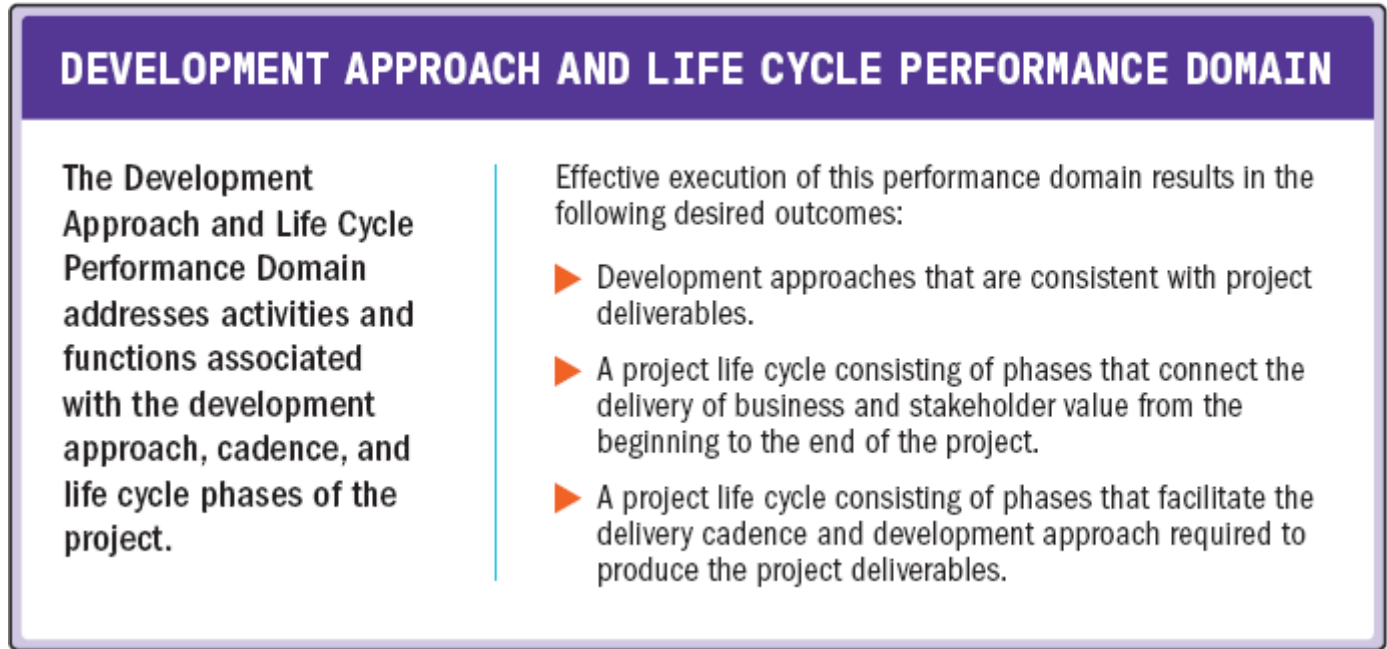 DEVELOPMENT APPROACH AND LIFE CYCLE PERFORMANCE DOMAIN
The Development
Approach and Life Cycle
Performance Domain
addresses activities and
functions associated
with the development
approach, cadence, and
life cycle phases of the
project.
Effective execution of this performance domain results in the
following desired outcomes:
Development approaches that are consistent with project
deliverables.
A project life cycle consisting of phases that connect the
delivery of business and stakeholder value from the
beginning to the end of the project.
A project life cycle consisting of phases that facilitate the
delivery cadence and development approach required to
produce the project deliverables.